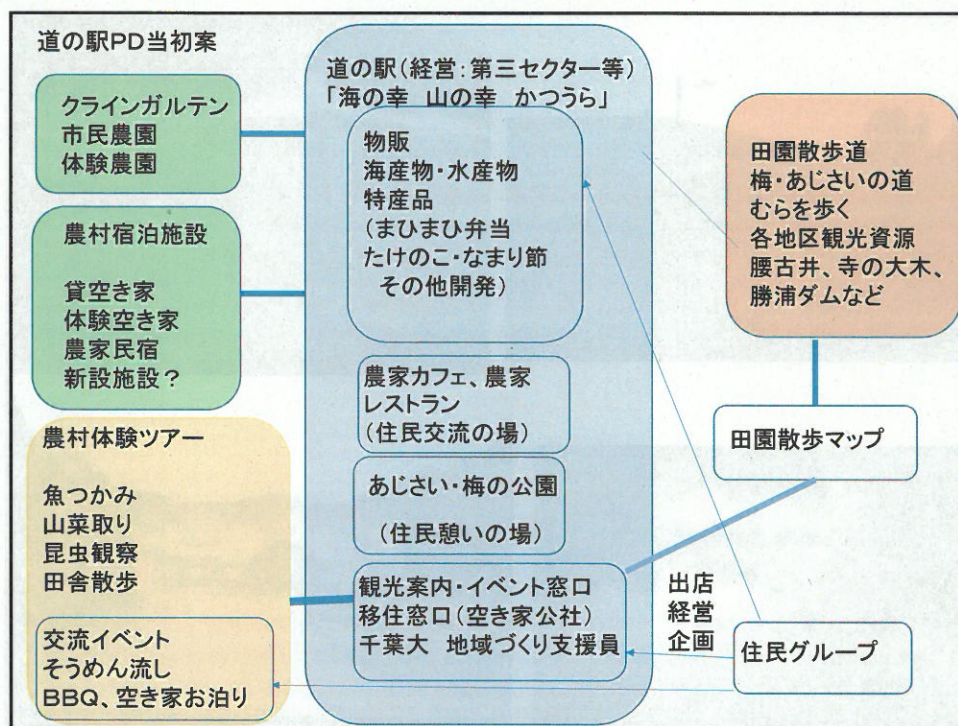 道の駅PD当初案
クラインガルテン
市民農園
体験農園
農村宿泊施設
貸空き家
体験空き家
農家民宿
新設施設？
農村体験ツアー
魚つかみ
山菜取り
昆虫観察
田舎散歩
交流イベント
そうめん流し
BBQ、空き家お泊り
道の駅(経営：第三セクター等)
「海の幸　山の幸　かつうら」
物販
海産物・水産物
特産品
(まひまひ弁当
たけのこ・なまり節
その他開発)
農家カフェ、農家
レストラン
(住民交流の場)
あじさい・梅の公園
(住民憩いの場)
観光案内・イベント窓口
移住窓口(空き家公社)
千葉大　地域づくり支援員
田園散歩道
梅・あじさいの道
むらを歩く
各地区観光資源
腰古井、寺の大木、
勝浦ダムなど
田園散歩マップ
出店
経営
企画
住民グループ